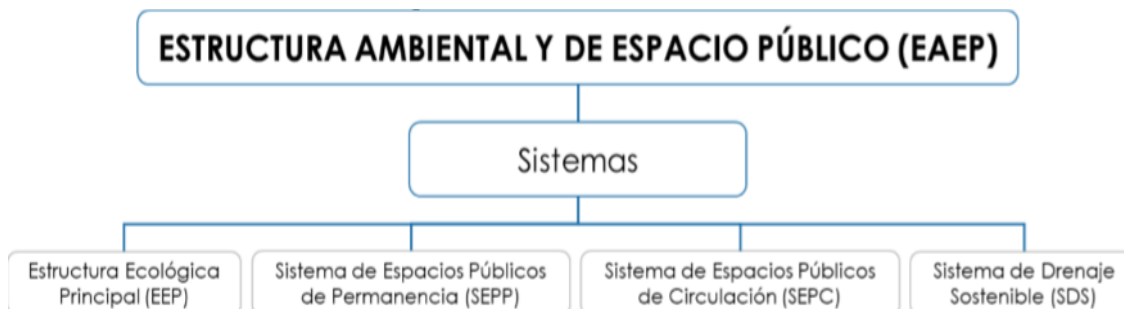 ESTRUCTURA AMBIENTAL Y DE ESPACIO PÚBLICO (EAEP)
Sistemas
Estructura Ecológica
Principal (EEP)
Sistema de Espacios Públicos
de Permanencia (SEPP)
Sistema de Espacios Públicos
de Circulación (SEPC)
Sistema de Drenaje
Sostenible (SDS)